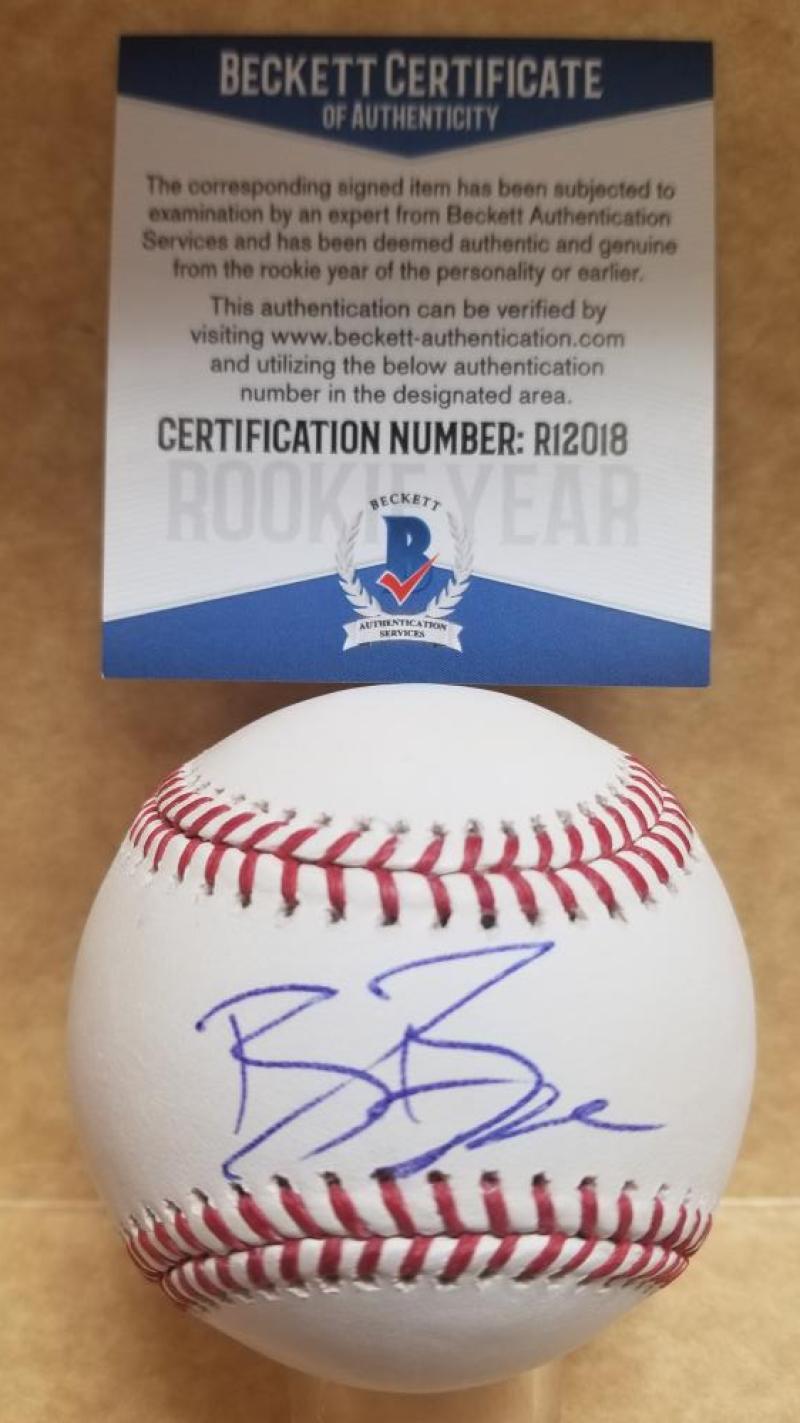 BECKETT CERTIFICATE
OF AUTHENTICITY
The corresponding signed item has been subjected to
examination by an expert from Beckett Authentication
Services and has been deemed authentic and genuine
from the rookie year of the personality or earlier.
This authentication can be verified by
visiting www.beckett-authentication.com
and utilizing the below authentication
number in the designated area.
CERTIFICATION NUMBER: R12018
ROOKIE YEAR
BECKETT
B
AUTHENTICATION
SERVICES